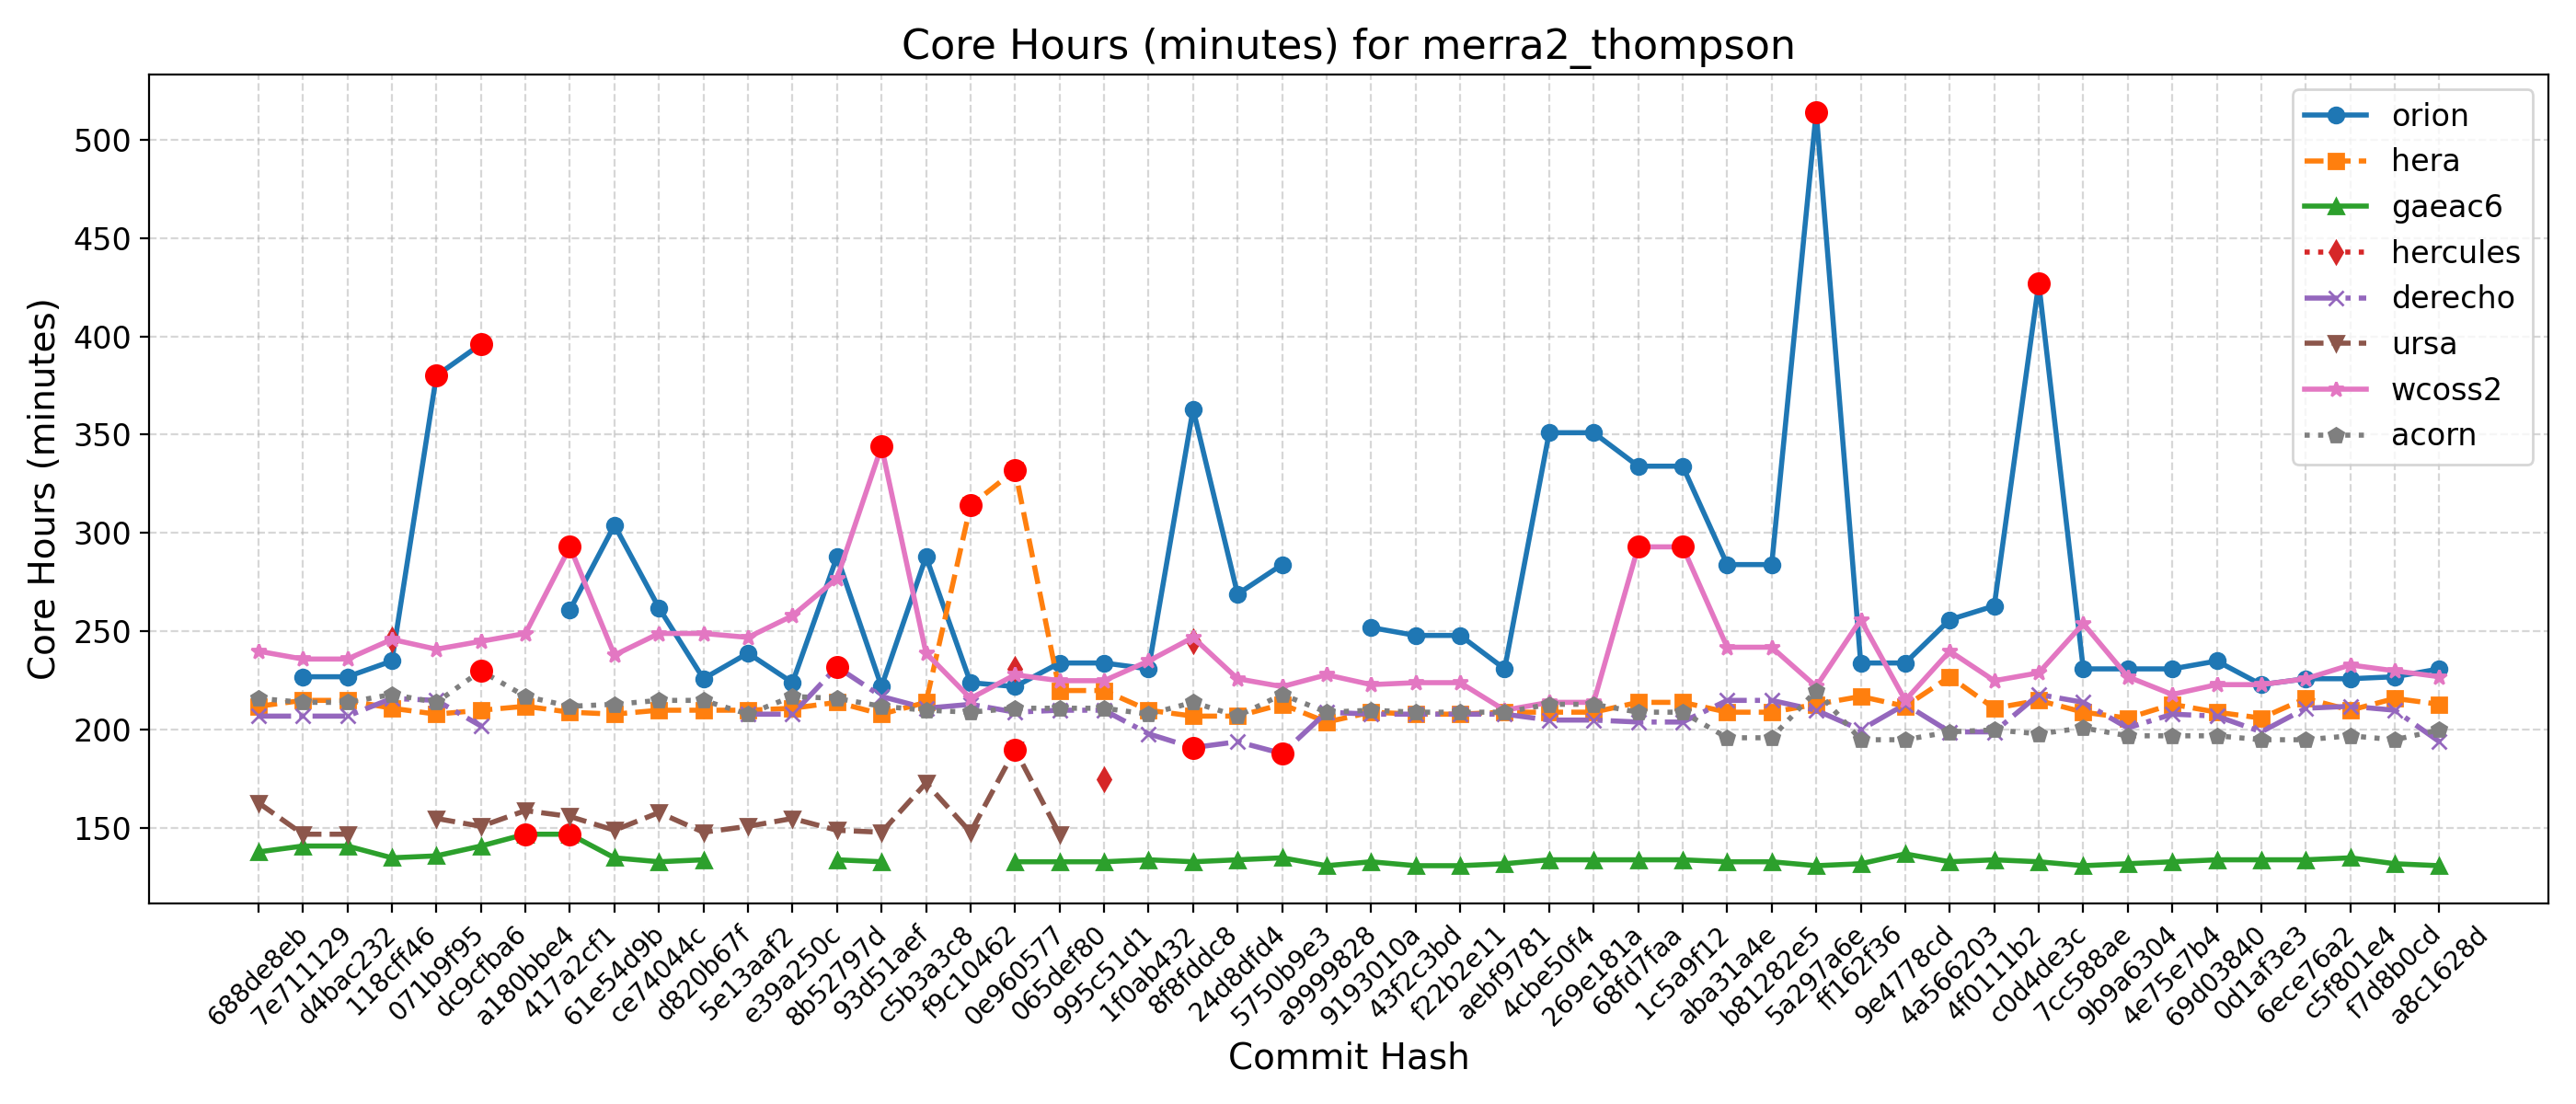 Core Hours (minutes) for merra2_thompson
Core Hours (minutes)
500
450
400
350
300
250
200
150
orion
hera
gaeac6
hercules
derecho
ursa
wcoss2
acorn
688de8eb
7e711129
d4bac232
118cff46
071b9f95
dc9cfba6
a180bbe4
417a2cf1
61e54d9b
ce74044c
d820b67f
5e13aaf2
e39a250c
8b52797d
93d51aef
c5b3a3c8
f9c10462
0e960577
065def80
995c51d1
1f0ab432
8f8fddc8
24d8dfd4
5750b9e3
a9999828
9193010a
43f2c3bd
f22b2e11
aebf9781
4cbe50f4
269e181a
68fd7faa
1c5a9f12
aba31a4e
b81282e5
5a297a6e
ff162f36
9e4778cd
4a566203
4f0111b2
c0d4de3c
7cc588ae
9b9a6304
4e75e7b4
69d03840
0d1af3e3
6ece76a2
c5f801e4
f7d8b0cd
a8c1628d
Commit Hash